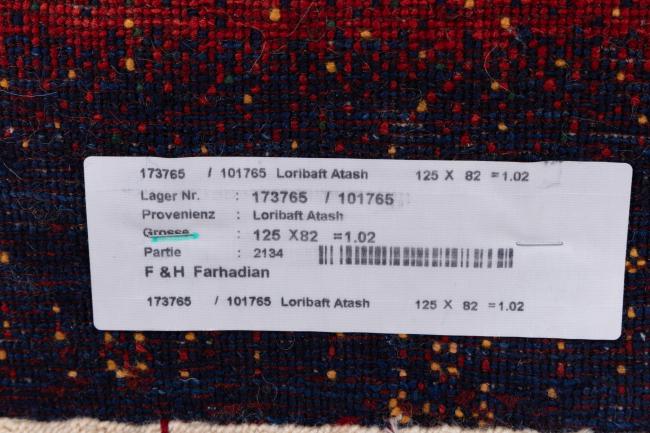 173765 / 101765 Loribaft Atash 125 X 82 =1.02
Lager Nr. : 173765 / 101765
Provenienz : Loribaft Atash
Grosse : 125 X82 =1.02
Partie : 2134
F & H Farhadian
173765 / 101765 Loribaft Atash 125 X 82 =1.02